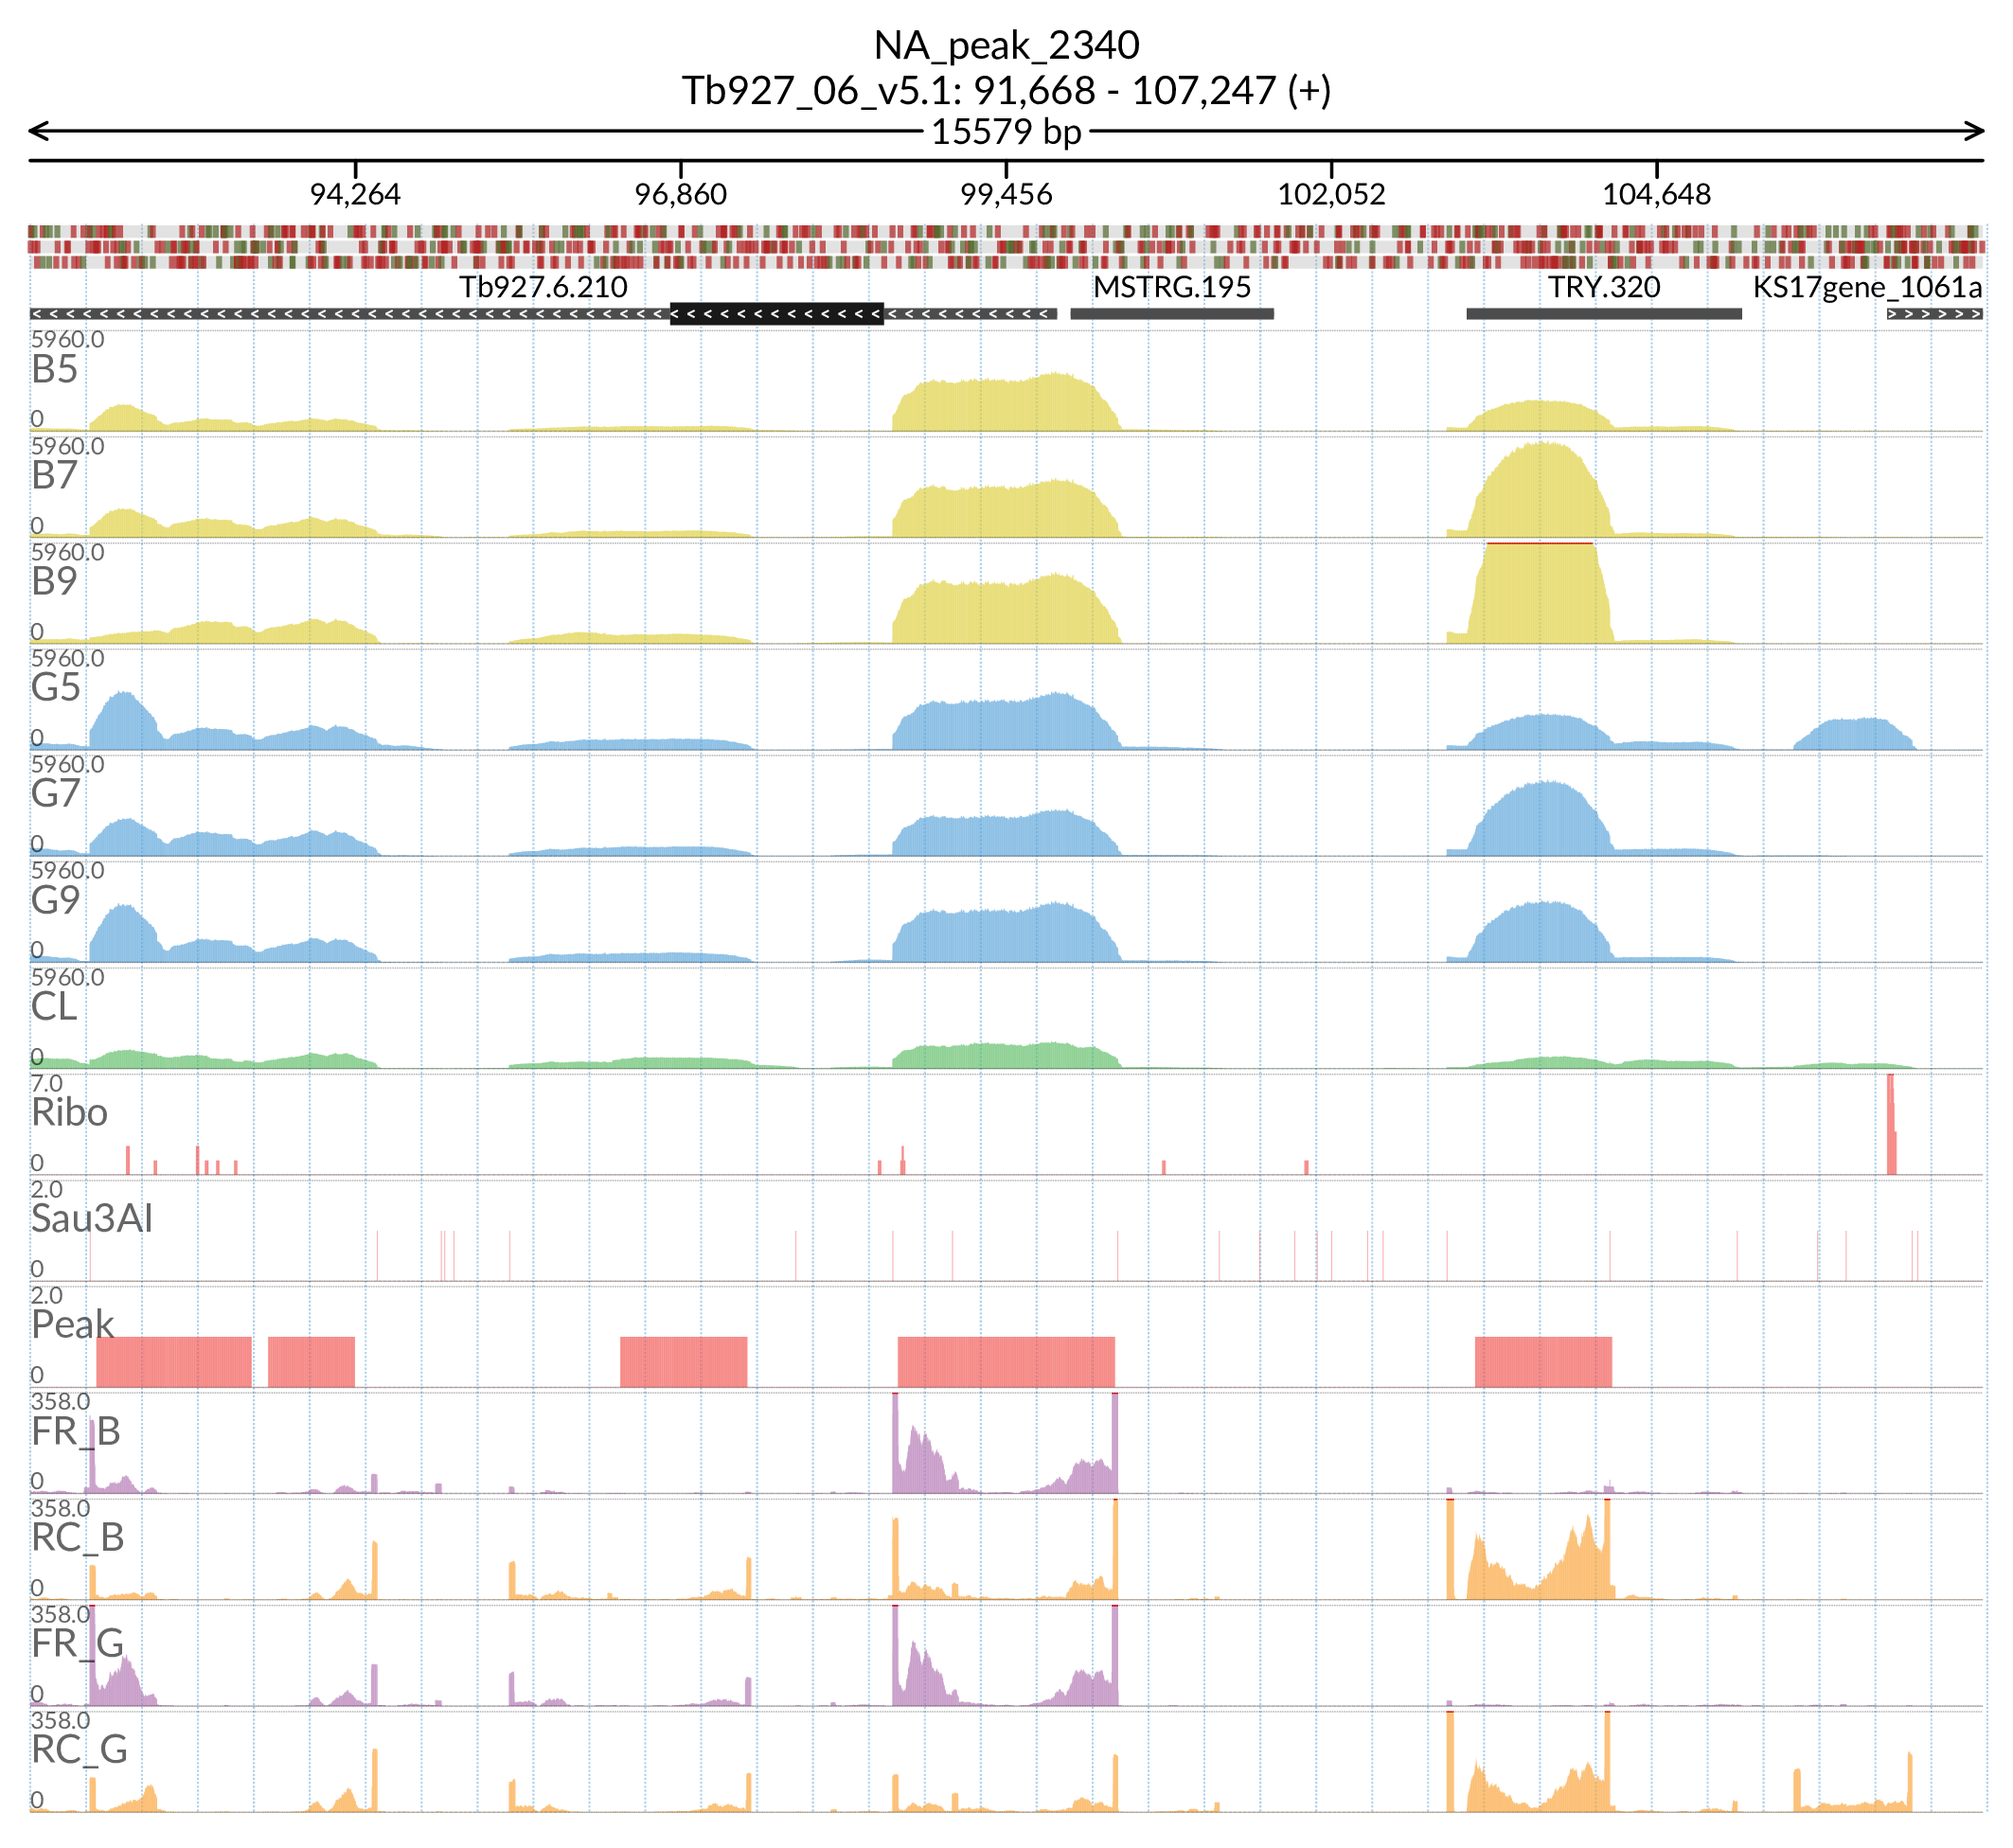 NA_peak_2340
Tb927_06_v5.1: 91,668 - 107,247 (+)
15579 bp
94,264 96,860 99,456 102,052 104,648
Tb927.6.210 MSTRG.195 TRY.320 KS17gene_1061a
5960.0
B5
0
5960.0
B7
0
5960.0
B9
0
5960.0
G5
0
5960.0
G7
0
5960.0
G9
0
5960.0
CL
0
7.0
Ribo
0
2.0
Sau3AI
0
2.0
Peak
0
358.0
FR_B
0
358.0
RC_B
0
358.0
FR_G
0
358.0
RC_G
0